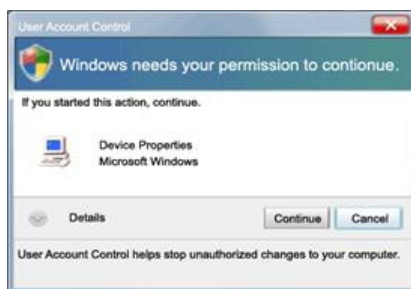 User Account Control
Windows needs your permission to contionue.
If you started this action, continue.
Device Properties
Microsoft Windows
Details
Continue
Cancel
User Account Control helps stop unauthorized changes to your computer.